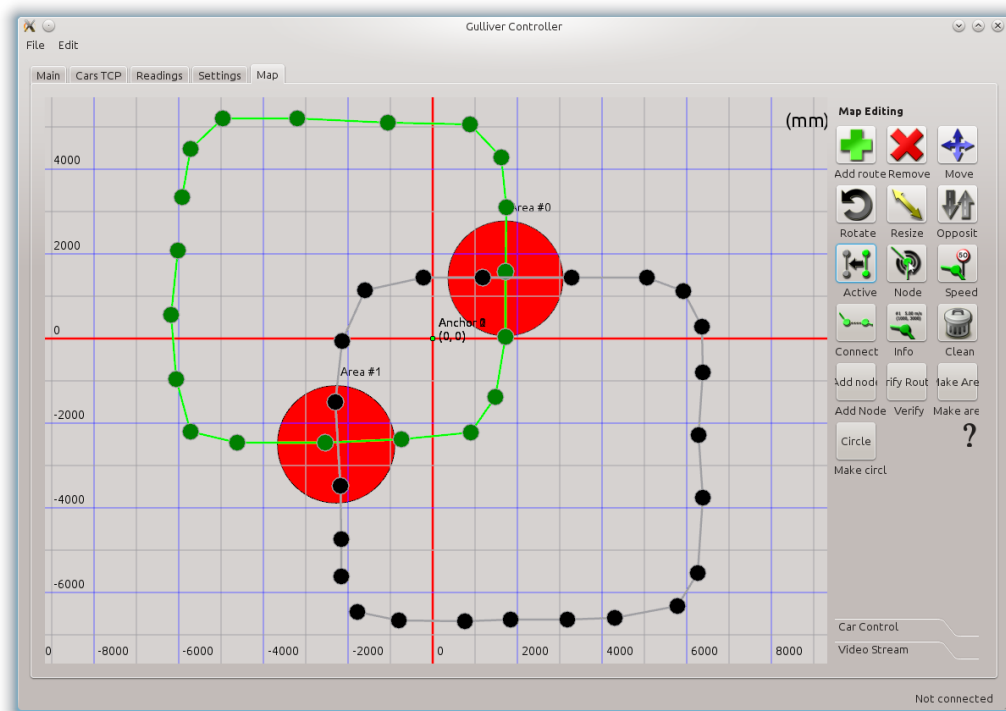 Gulliver Controller
File Edit
Main Cars TCP Readings Settings Map
(mm)
Map Editing
Add route Remove Move
50
Rotate Resize Opposit
Active Node Speed
Connect Info Clean
Add node rify Rout Make Are
Add Node Verify Make are
Circle ?
Make circl
4000
2000
0
-2000
-4000
-6000
Area #0
Anchor
(0, 0)
Area #1
0 -8000 -6000 -4000 -2000 0 2000 4000 6000 8000
Car Control
Video Stream
Not connected